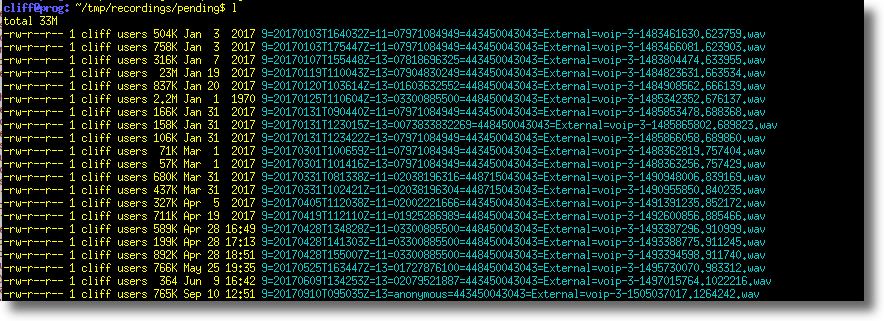 cliff@prog: ~/tmp/recordings/pending$ l
total 33M
-rw-r--r-- 1 cliff users 504K Jan  3  2017 9=20170103T164032Z=11=07971084949=443450043043=External=voip-3-1483461630.623759.wav
-rw-r--r-- 1 cliff users 758K Jan  3  2017 9=20170103T175447Z=11=07971084949=443450043043=External=voip-3-1483466081.623903.wav
-rw-r--r-- 1 cliff users 316K Jan  7  2017 9=20170107T155448Z=13=07818696325=443450043043=External=voip-3-1483804474.633955.wav
-rw-r--r-- 1 cliff users  23M Jan 19  2017 9=20170119T110043Z=13=07904830249=443450043043=External=voip-3-1484823631.663534.wav
-rw-r--r-- 1 cliff users 837K Jan 20  2017 9=20170120T103614Z=13=01603632552=448450043043=External=voip-3-1484908562.666139.wav
-rw-r--r-- 1 cliff users 2.2M Jan  1  1970 9=20170125T110604Z=13=03300885500=448450043043=External=voip-3-1485342352.676137.wav
-rw-r--r-- 1 cliff users 166K Jan 31  2017 9=20170131T090440Z=11=07971084949=443450043043=External=voip-3-1485853478.688368.wav
-rw-r--r-- 1 cliff users 158K Jan 31  2017 9=20170131T123015Z=13=0073833832269=448450043043=External=voip-3-1485865802.689823.wav
-rw-r--r-- 1 cliff users 106K Jan 31  2017 9=20170131T123422Z=11=07971084949=443450043043=External=voip-3-1485866058.689860.wav
-rw-r--r-- 1 cliff users  71K Mar  1  2017 9=20170301T100659Z=11=07971084949=443450043043=External=voip-3-1488362819.757404.wav
-rw-r--r-- 1 cliff users  57K Mar  1  2017 9=20170301T101416Z=11=07971084949=443450043043=External=voip-3-1488363256.757429.wav
-rw-r--r-- 1 cliff users 680K Mar 31  2017 9=20170331T081338Z=11=02038196316=448715043043=External=voip-3-1490948006.839169.wav
-rw-r--r-- 1 cliff users 437K Mar 31  2017 9=20170331T102421Z=11=02038196304=448715043043=External=voip-3-1490955850.840235.wav
-rw-r--r-- 1 cliff users 327K Apr  5  2017 9=20170405T112038Z=13=02002221666=443450043043=External=voip-3-1491391235.852172.wav
-rw-r--r-- 1 cliff users 711K Apr 19  2017 9=20170419T112110Z=13=01925286989=448450043043=External=voip-3-1492600856.885466.wav
-rw-r--r-- 1 cliff users 589K Apr 28 16:49 9=20170428T134828Z=11=03300885500=448450043043=External=voip-3-1493387296.910999.wav
-rw-r--r-- 1 cliff users 199K Apr 28 17:13 9=20170428T141303Z=11=03300885500=448450043043=External=voip-3-1493388775.911245.wav
-rw-r--r-- 1 cliff users 892K Apr 28 18:51 9=20170428T155007Z=11=03300885500=448450043043=External=voip-3-1493394598.911740.wav
-rw-r--r-- 1 cliff users 766K May 25 19:35 9=20170525T163447Z=13=01727876100=448450043043=External=voip-3-1495730070.983312.wav
-rw-r--r-- 1 cliff users  364 Jun  9 16:42 9=20170609T134253Z=13=02079521887=443450043043=External=voip-3-1497015764.1022216.wav
-rw-r--r-- 1 cliff users 765K Sep 10 12:51 9=20170910T095035Z=13=anonymous=443450043043=External=voip-3-1505037017.1264242.wav